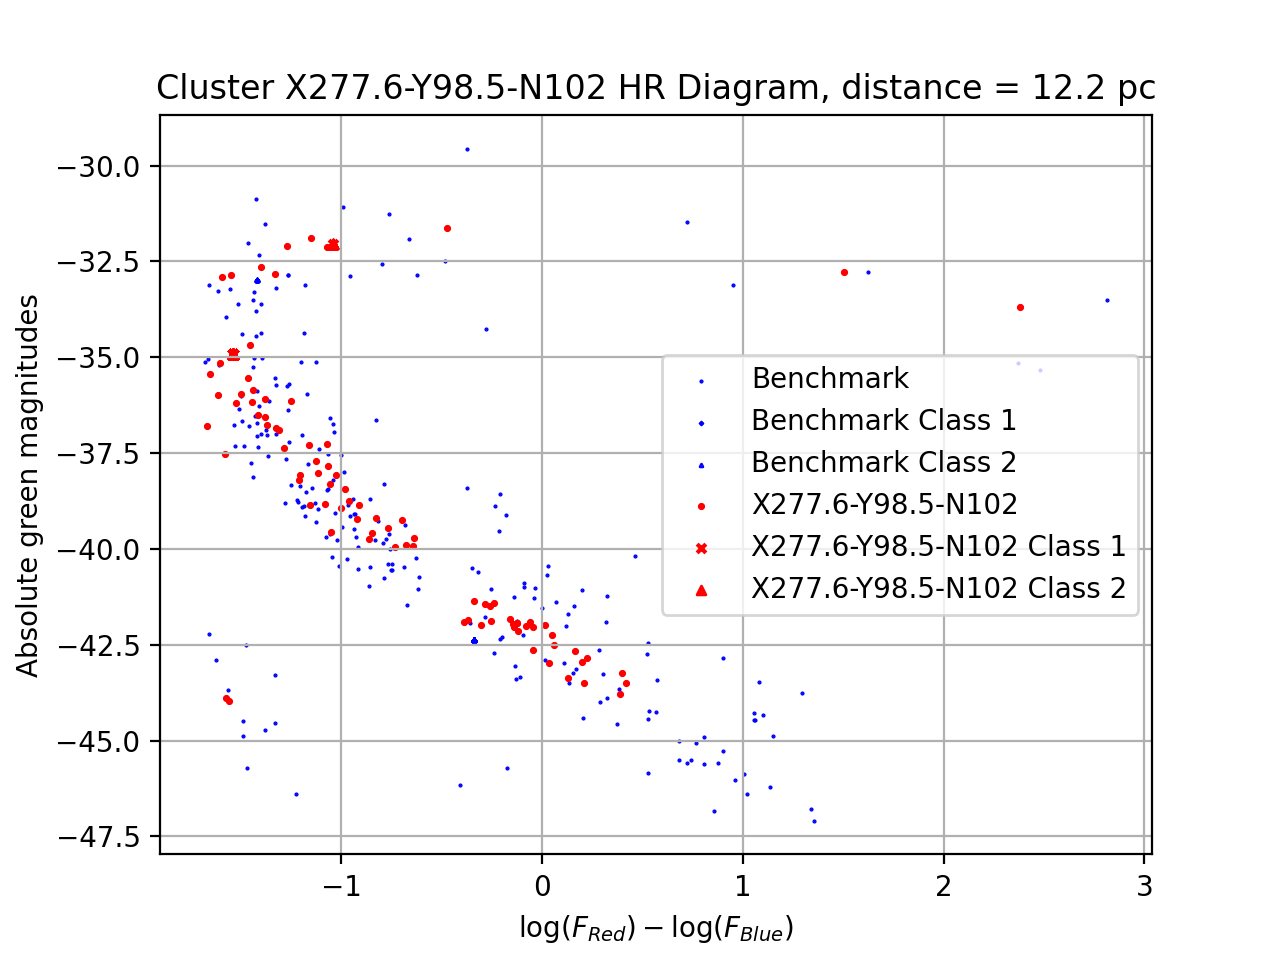 Cluster X277.6-Y98.5-N102 HR Diagram, distance = 12.2 pc
Absolute green magnitudes
−30.0
−32.5
−35.0
−37.5
−40.0
−42.5
−45.0
−47.5
Benchmark
Benchmark Class 1
Benchmark Class 2
X277.6-Y98.5-N102
X277.6-Y98.5-N102 Class 1
X277.6-Y98.5-N102 Class 2
−1 0 1 2 3
log(F_Red) − log(F_Blue)